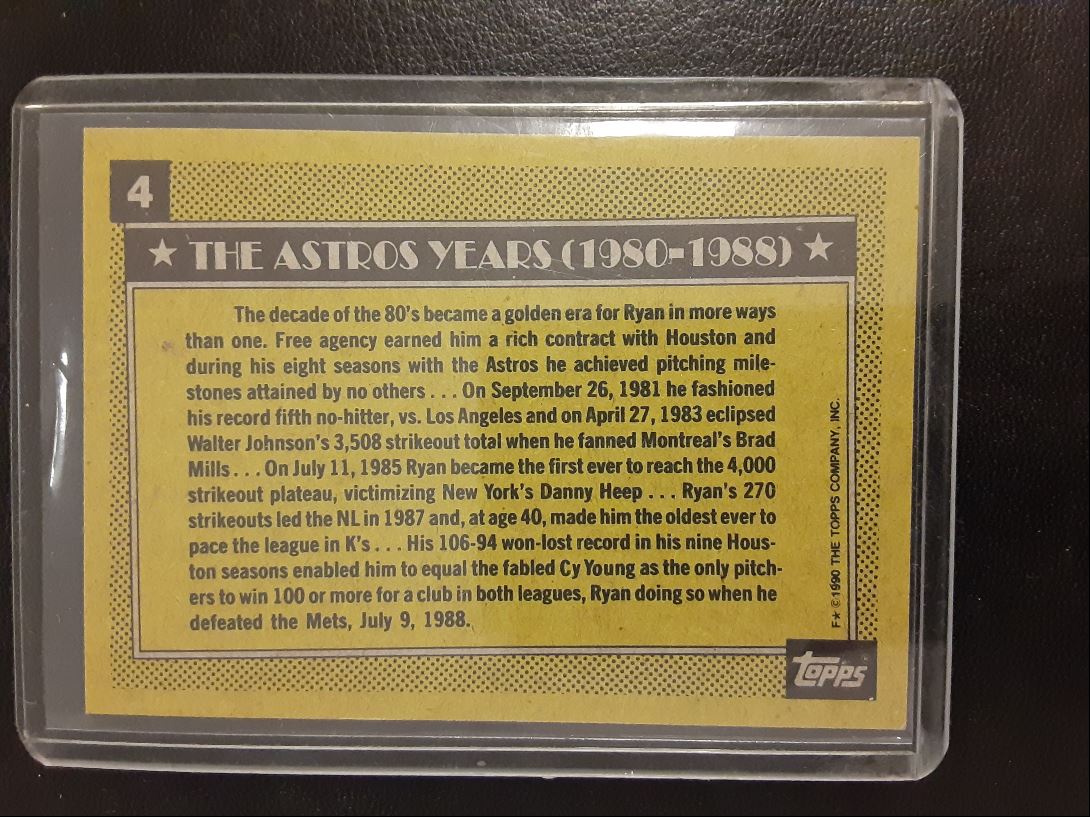 4
★ THE ASTROS YEARS (1980-1988) ★
The decade of the 80's became a golden era for Ryan in more ways
than one. Free agency earned him a rich contract with Houston and
during his eight seasons with the Astros he achieved pitching mile-
stones attained by no others . . . On September 26, 1981 he fashioned
his record fifth no-hitter, vs. Los Angeles and on April 27, 1983 eclipsed
Walter Johnson's 3,508 strikeout total when he fanned Montreal's Brad
Mills . . . On July 11, 1985 Ryan became the first ever to reach the 4,000
strikeout plateau, victimizing New York's Danny Heep . . . Ryan's 270
strikeouts led the NL in 1987 and, at age 40, made him the oldest ever to
pace the league in K's . . . His 106-94 won-lost record in his nine Hous-
ton seasons enabled him to equal the fabled Cy Young as the only pitch-
ers to win 100 or more for a club in both leagues, Ryan doing so when he
defeated the Mets, July 9, 1988.
F★ © 1990 THE TOPPS COMPANY, INC.
topps